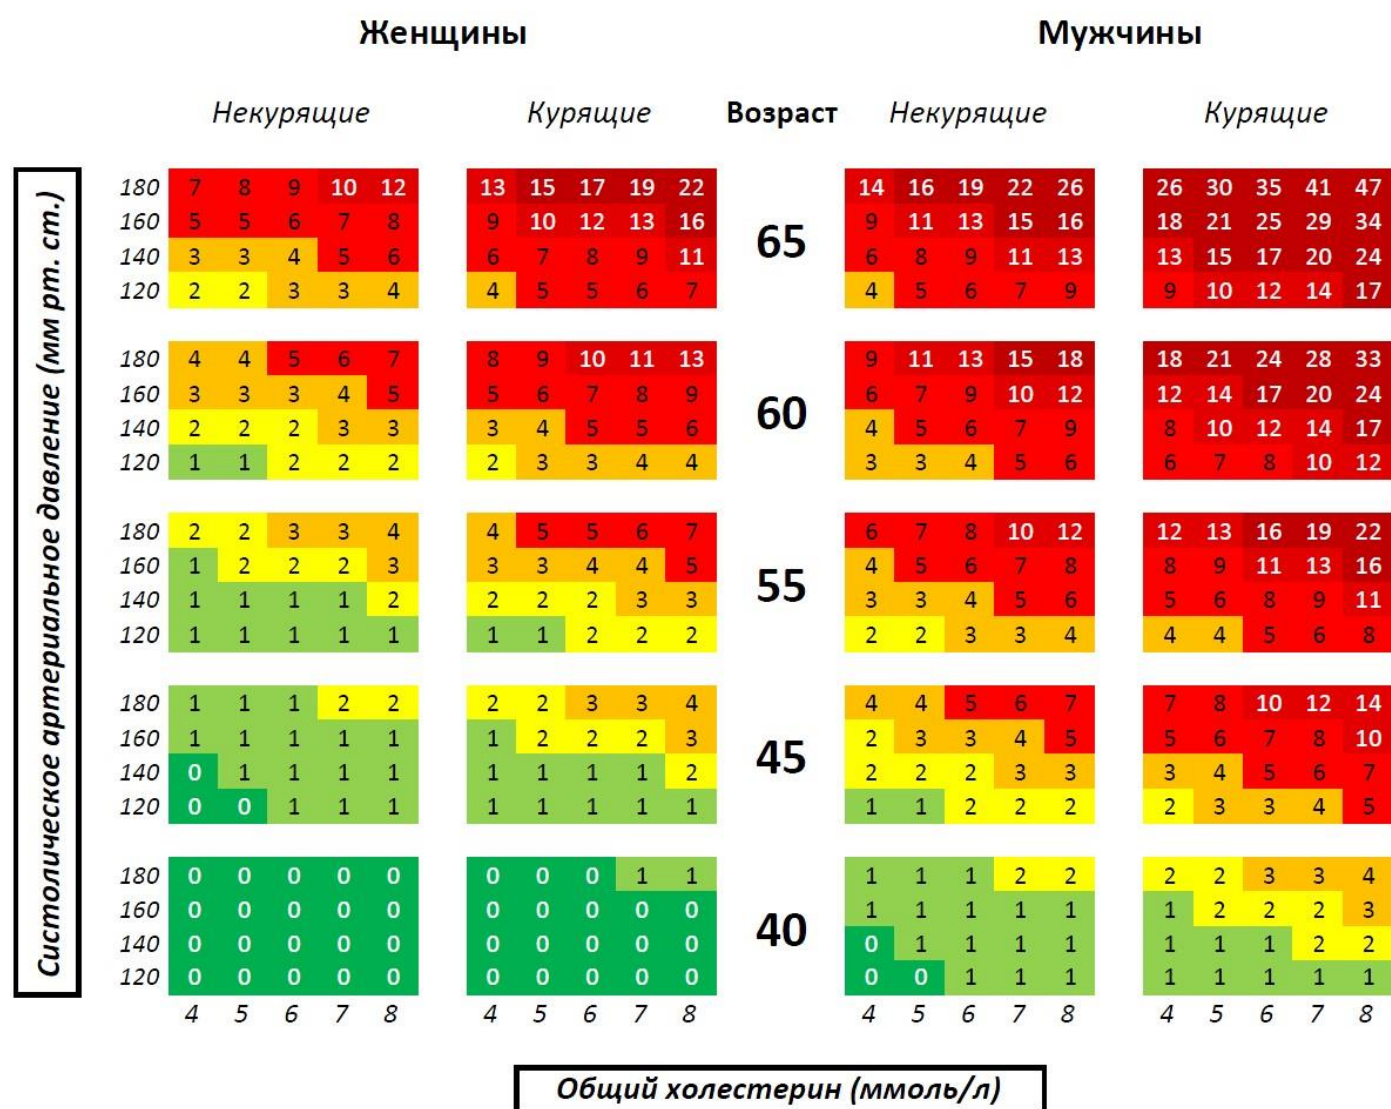 Женщины Мужчины
Некурящие Курящие Возраст Некурящие Курящие
Систолическое артериальное давление (мм рт. ст.)
180 7 8 9 10 12 13 15 17 19 22 14 16 19 22 26 26 30 35 41 47
160 5 5 6 7 8 9 10 12 13 16 9 11 13 15 16 18 21 25 29 34
65
140 3 3 4 5 6 6 7 8 9 11 6 8 9 11 13 13 15 17 20 24
120 2 2 3 3 4 4 5 5 6 7 4 5 6 7 9 9 10 12 14 17
180 4 4 5 6 7 8 9 10 11 13 9 11 13 15 18 18 21 24 28 33
160 3 3 3 4 5 5 6 7 8 9 6 7 9 10 12 12 14 17 20 24
60
140 2 2 2 3 3 3 4 5 5 6 4 5 6 7 9 8 10 12 14 17
120 1 1 2 2 2 2 3 3 4 4 3 3 4 5 6 6 7 8 10 12
180 2 2 3 3 4 4 5 5 6 7 6 7 8 10 12 12 13 16 19 22
160 1 2 2 2 3 3 3 4 4 5 4 5 6 7 8 8 9 11 13 16
55
140 1 1 1 1 2 2 2 2 3 3 3 3 4 5 6 5 6 8 9 11
120 1 1 1 1 1 1 1 2 2 2 2 2 3 3 4 4 4 5 6 8
180 1 1 1 2 2 2 2 3 3 4 4 4 5 6 7 7 8 10 12 14
160 1 1 1 1 1 1 2 2 2 3 2 3 3 4 5 5 6 7 8 10
45
140 0 1 1 1 1 1 1 1 1 2 2 2 2 3 3 3 4 5 6 7
120 0 0 1 1 1 1 1 1 1 1 1 1 2 2 2 2 3 3 4 5
180 0 0 0 0 0 0 0 0 1 1 1 1 1 2 2 2 2 3 3 4
160 0 0 0 0 0 0 0 0 0 0 1 1 1 1 1 1 2 2 2 3
40
140 0 0 0 0 0 0 0 0 0 0 0 1 1 1 1 1 1 1 2 2
120 0 0 0 0 0 0 0 0 0 0 0 0 1 1 1 1 1 1 1 1
4 5 6 7 8 4 5 6 7 8 4 5 6 7 8 4 5 6 7 8
Общий холестерин (ммоль/л)